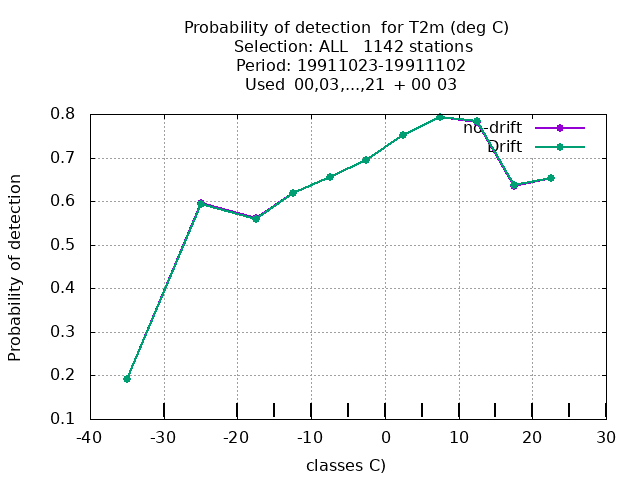 Probability of detection  for T2m (deg C)
Selection: ALL   1142 stations
Period: 19911023-19911102
Used  00,03,...,21  + 00 03
no-drift
Drift
Probability of detection
0.8
0.7
0.6
0.5
0.4
0.3
0.2
0.1
-40 -30 -20 -10 0 10 20 30
classes C)